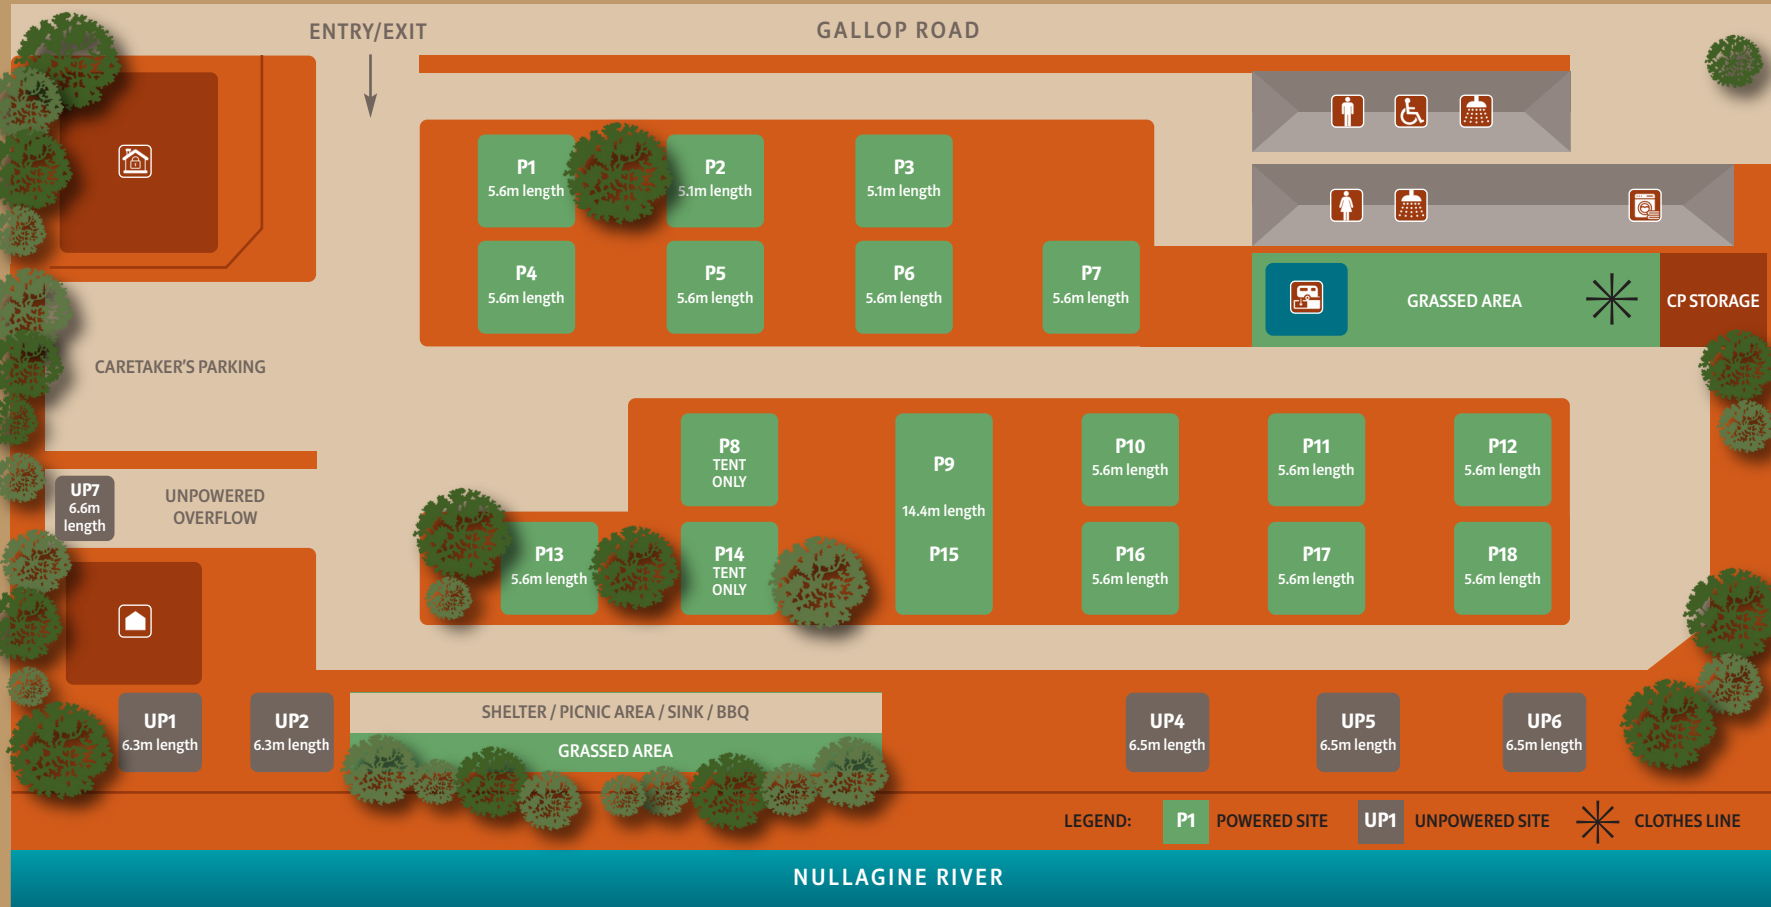 ENTRY/EXIT
GALLOP ROAD
P1
5.6m length
P2
5.1m length
P3
5.1m length
P4
5.6m length
P5
5.6m length
P6
5.6m length
P7
5.6m length
GRASSED AREA
CP STORAGE
CARETAKER'S PARKING
P8
TENT
ONLY
P9
14.4m length
P15
P10
5.6m length
P11
5.6m length
P12
5.6m length
UP7
6.6m
length
UNPOWERED
OVERFLOW
P13
5.6m length
P14
TENT
ONLY
P16
5.6m length
P17
5.6m length
P18
5.6m length
UP1
6.3m length
UP2
6.3m length
SHELTER / PICNIC AREA / SINK / BBQ
GRASSED AREA
UP4
6.5m length
UP5
6.5m length
UP6
6.5m length
LEGEND:
P1 POWERED SITE
UP1 UNPOWERED SITE
CLOTHES LINE
NULLAGINE RIVER